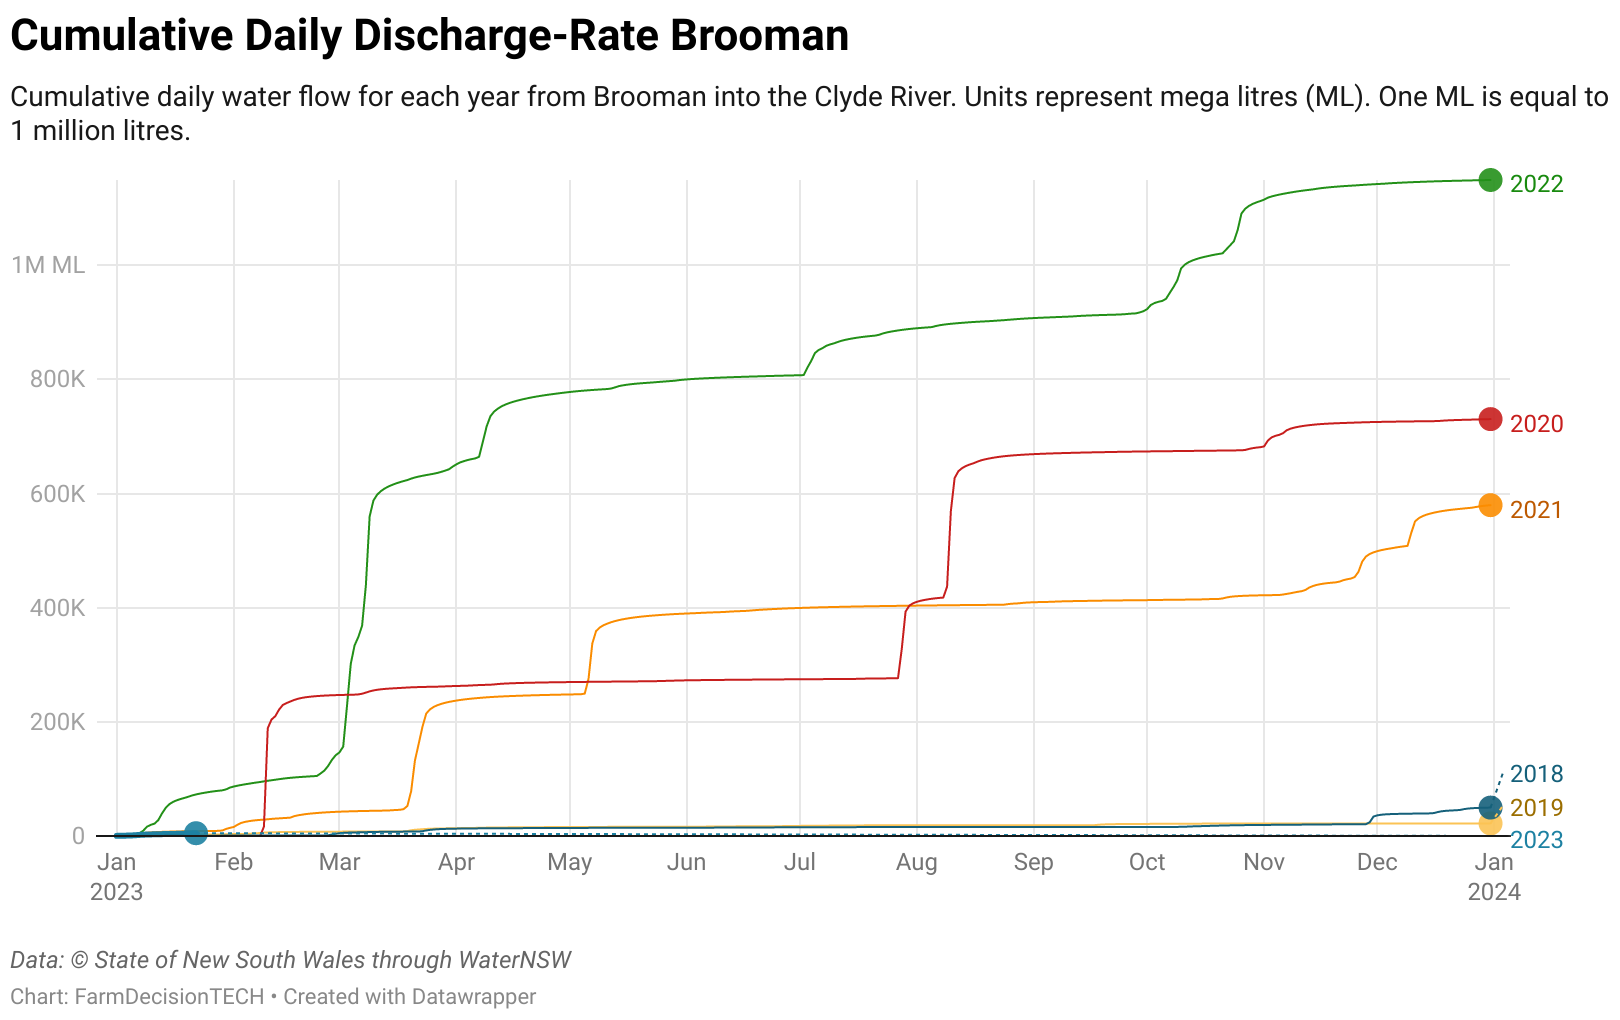 Cumulative Daily Discharge-Rate Brooman
Cumulative daily water flow for each year from Brooman into the Clyde River. Units represent mega litres (ML). One ML is equal to
1 million litres.
2022
1M ML
800K
2020
600K
2021
400K
200K
2018
2019
0
2023
Jan Feb Mar Apr May Jun Jul Aug Sep Oct Nov Dec Jan
2023 2024
Data: © State of New South Wales through WaterNSW
Chart: FarmDecisionTECH • Created with Datawrapper